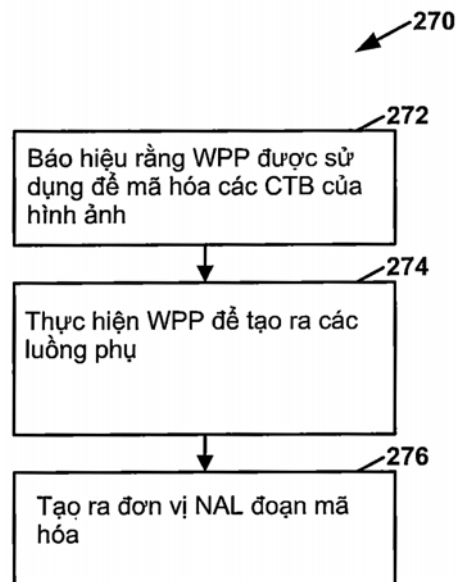 270
272
Báo hiệu rằng WPP được sử
dụng để mã hóa các CTB của
hình ảnh
274
Thực hiện WPP để tạo ra các
luồng phụ
276
Tạo ra đơn vị NAL đoạn mã
hóa